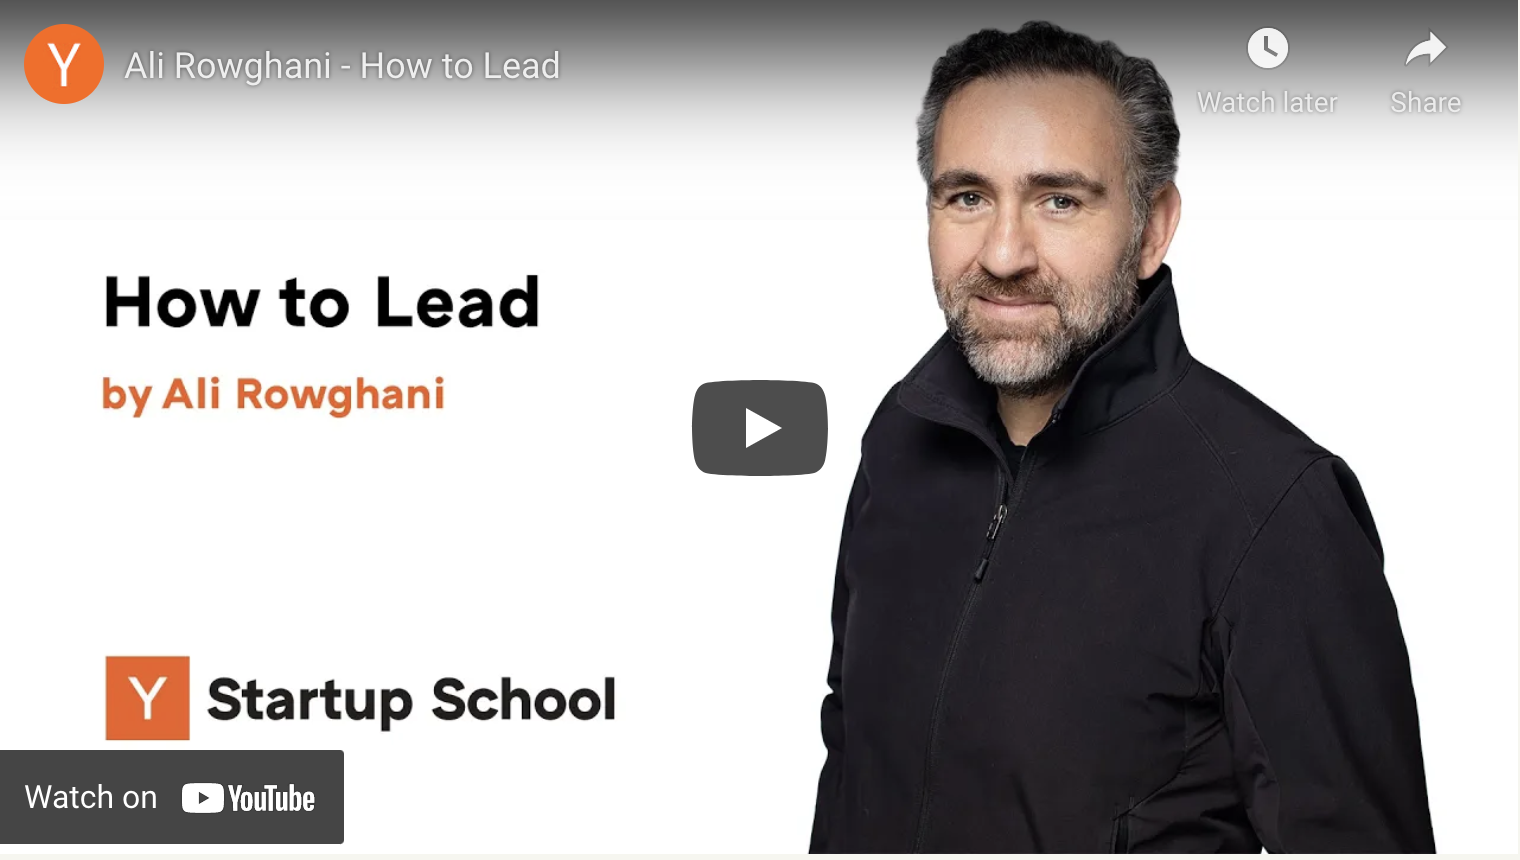 Y
Ali Rowghani - How to Lead
Watch later
Share
How to Lead
by Ali Rowghani
Y Startup School
Watch on YouTube